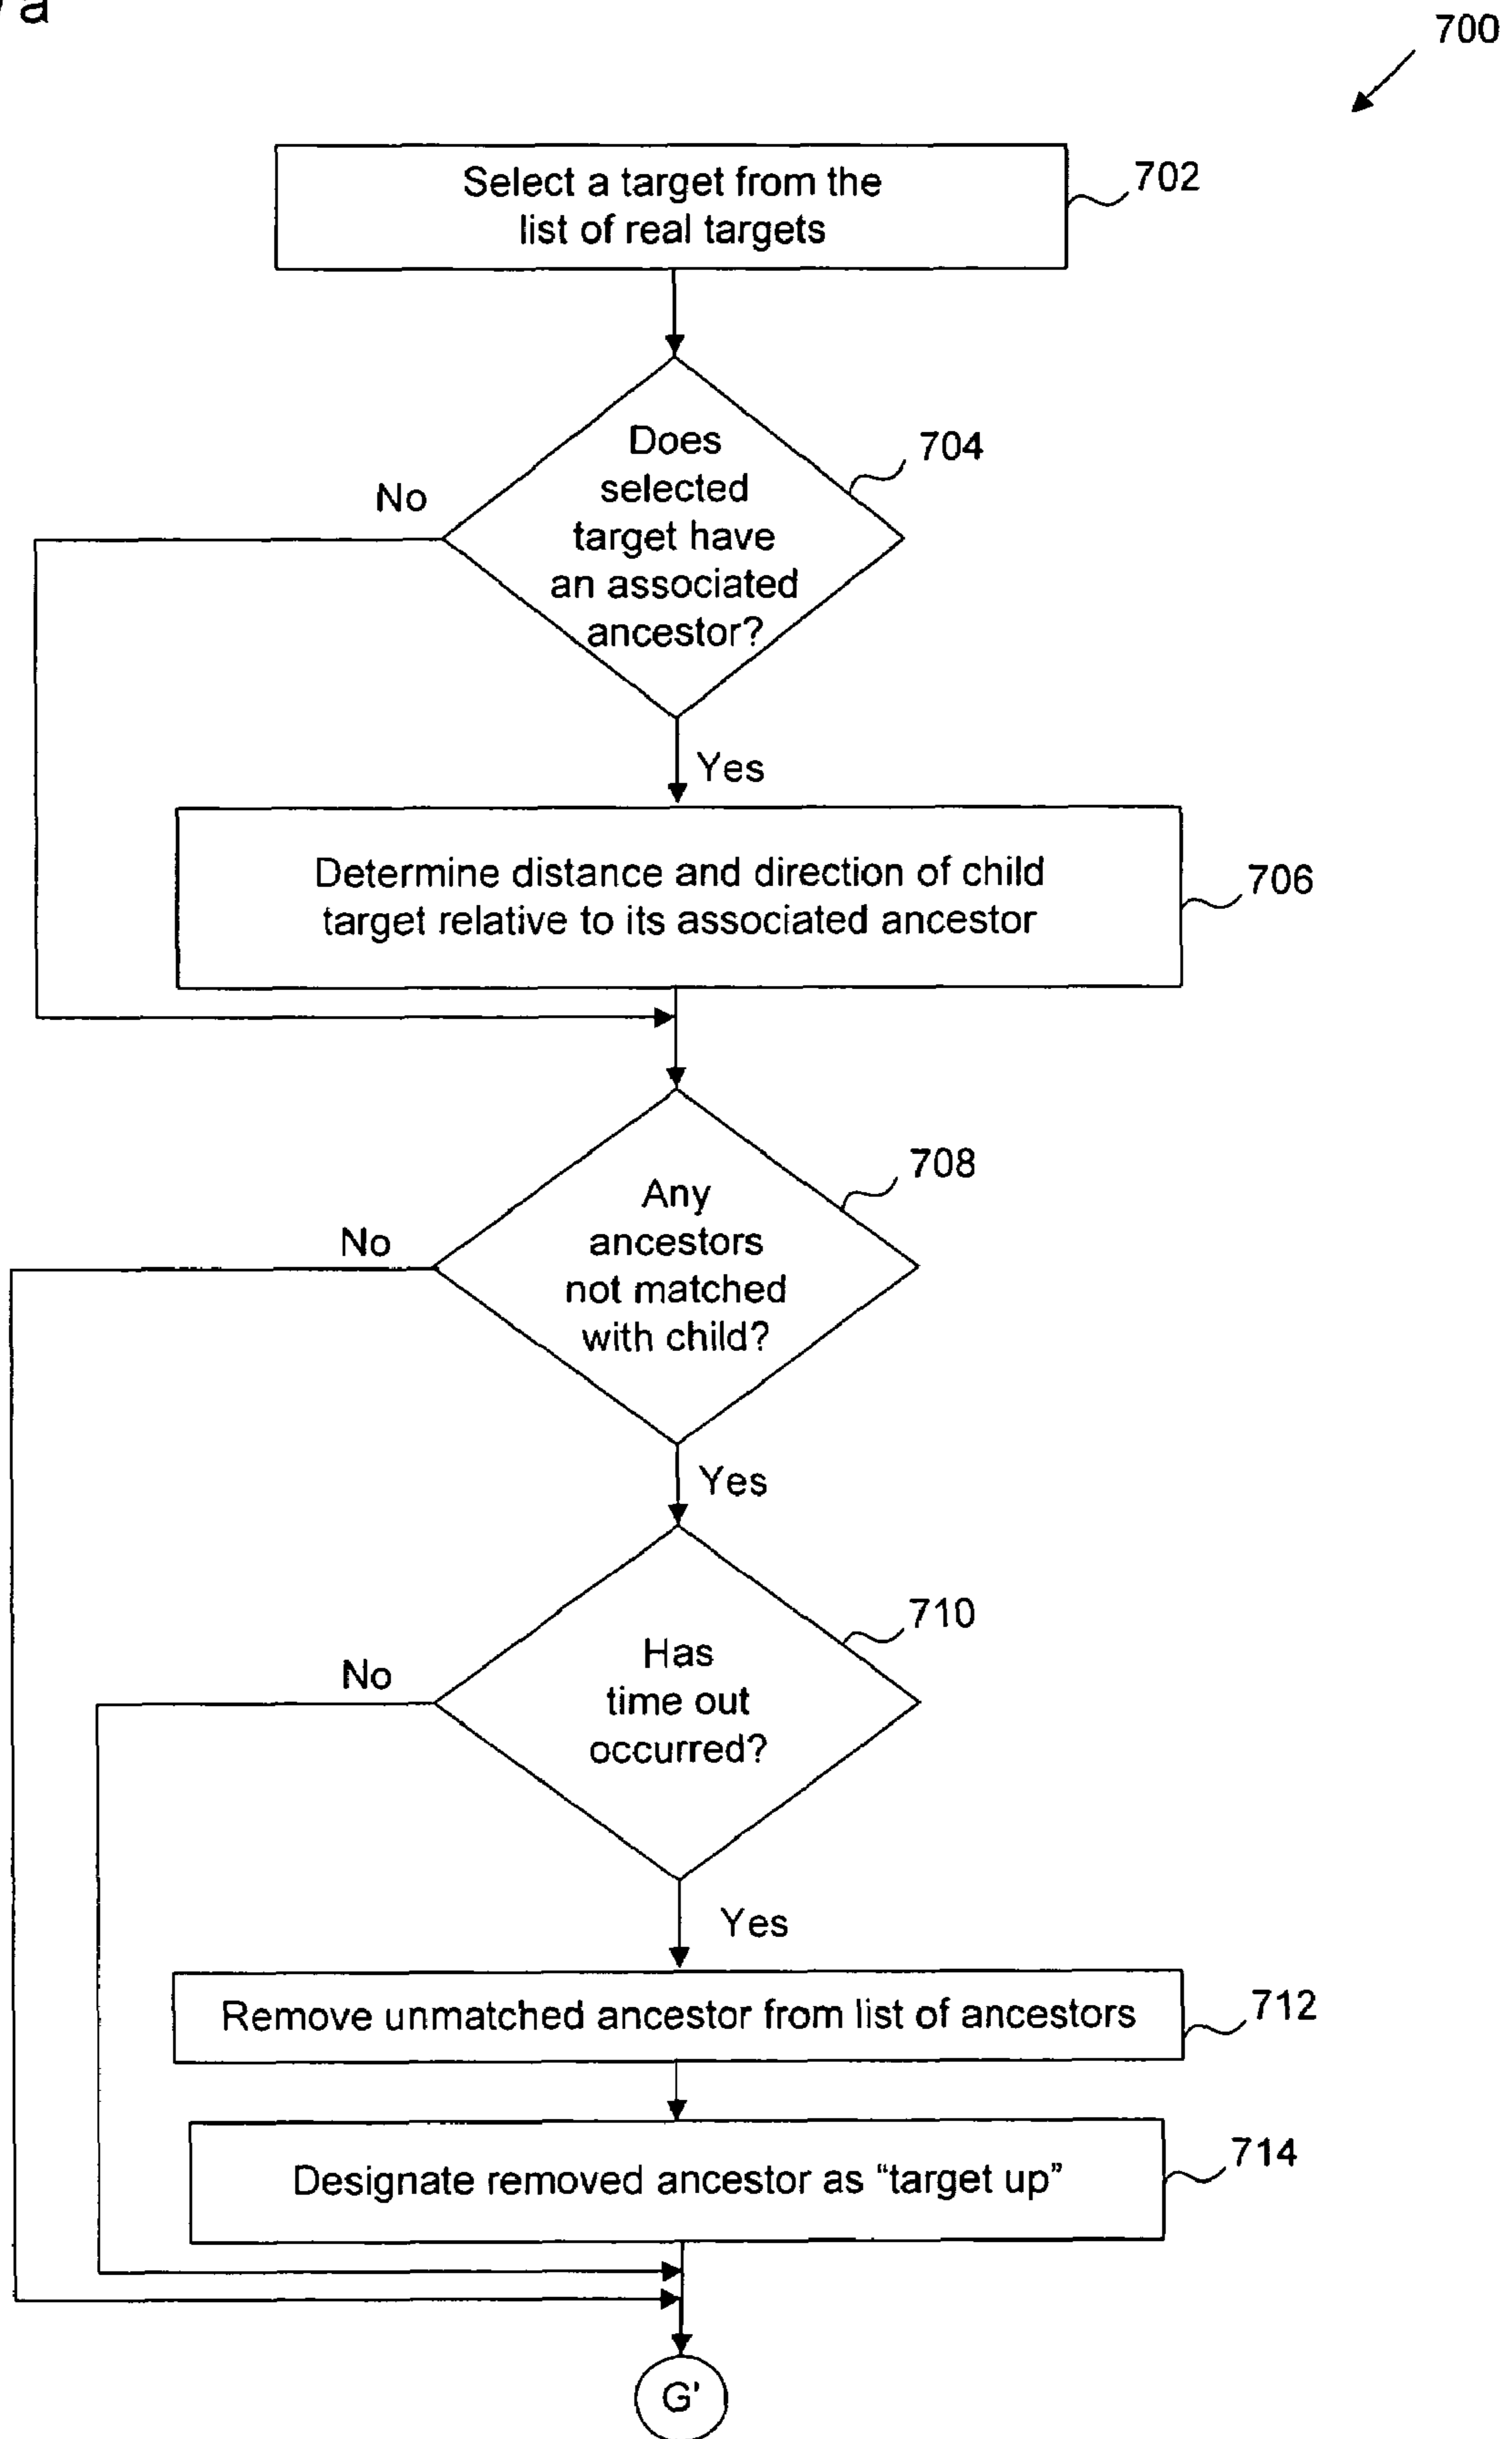 a
700
Select a target from the
list of real targets
702
Does
selected
target have
an associated
ancestor?
704
No
Yes
Determine distance and direction of child
target relative to its associated ancestor
706
Any
ancestors
not matched
with child?
708
No
Yes
Has
time out
occurred?
710
No
Yes
Remove unmatched ancestor from list of ancestors
712
Designate removed ancestor as “target up”
714
G'